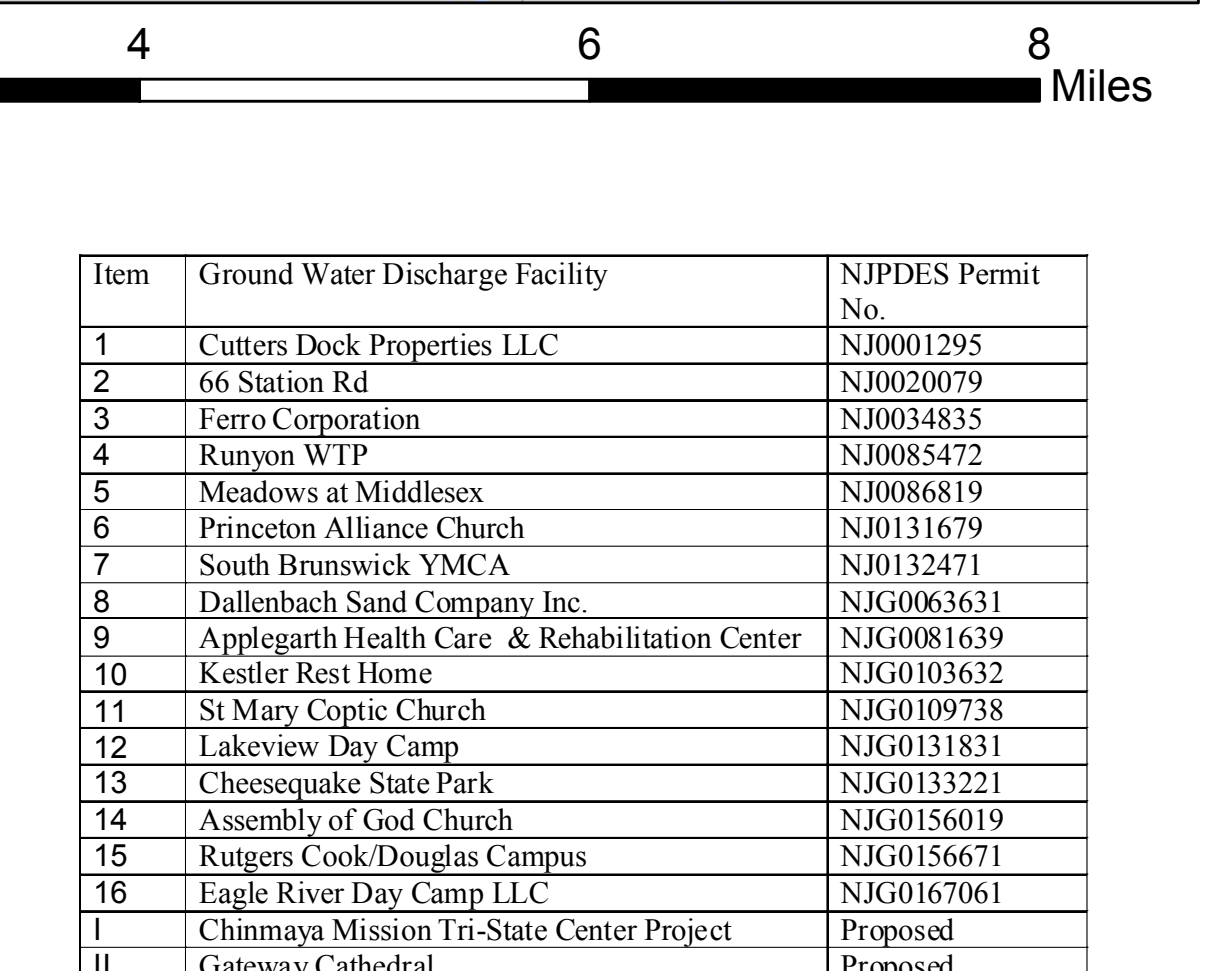 4 6 8
Miles
Item Ground Water Discharge Facility NJPDES Permit
No.
1 Cutters Dock Properties LLC NJ0001295
2 66 Station Rd NJ0020079
3 Ferro Corporation NJ0034835
4 Runyon WTP NJ0085472
5 Meadows at Middlesex NJ0086819
6 Princeton Alliance Church NJ0131679
7 South Brunswick YMCA NJ0132471
8 Dallenbach Sand Company Inc. NJG0063631
9 Applegarth Health Care & Rehabilitation Center NJG0081639
10 Kestler Rest Home NJG0103632
11 St Mary Coptic Church NJG0109738
12 Lakeview Day Camp NJG0131831
13 Cheesequake State Park NJG0133221
14 Assembly of God Church NJG0156019
15 Rutgers Cook/Douglas Campus NJG0156671
16 Eagle River Day Camp LLC NJG0167061
I Chinmaya Mission Tri-State Center Project Proposed
II Gateway Cathedral Proposed